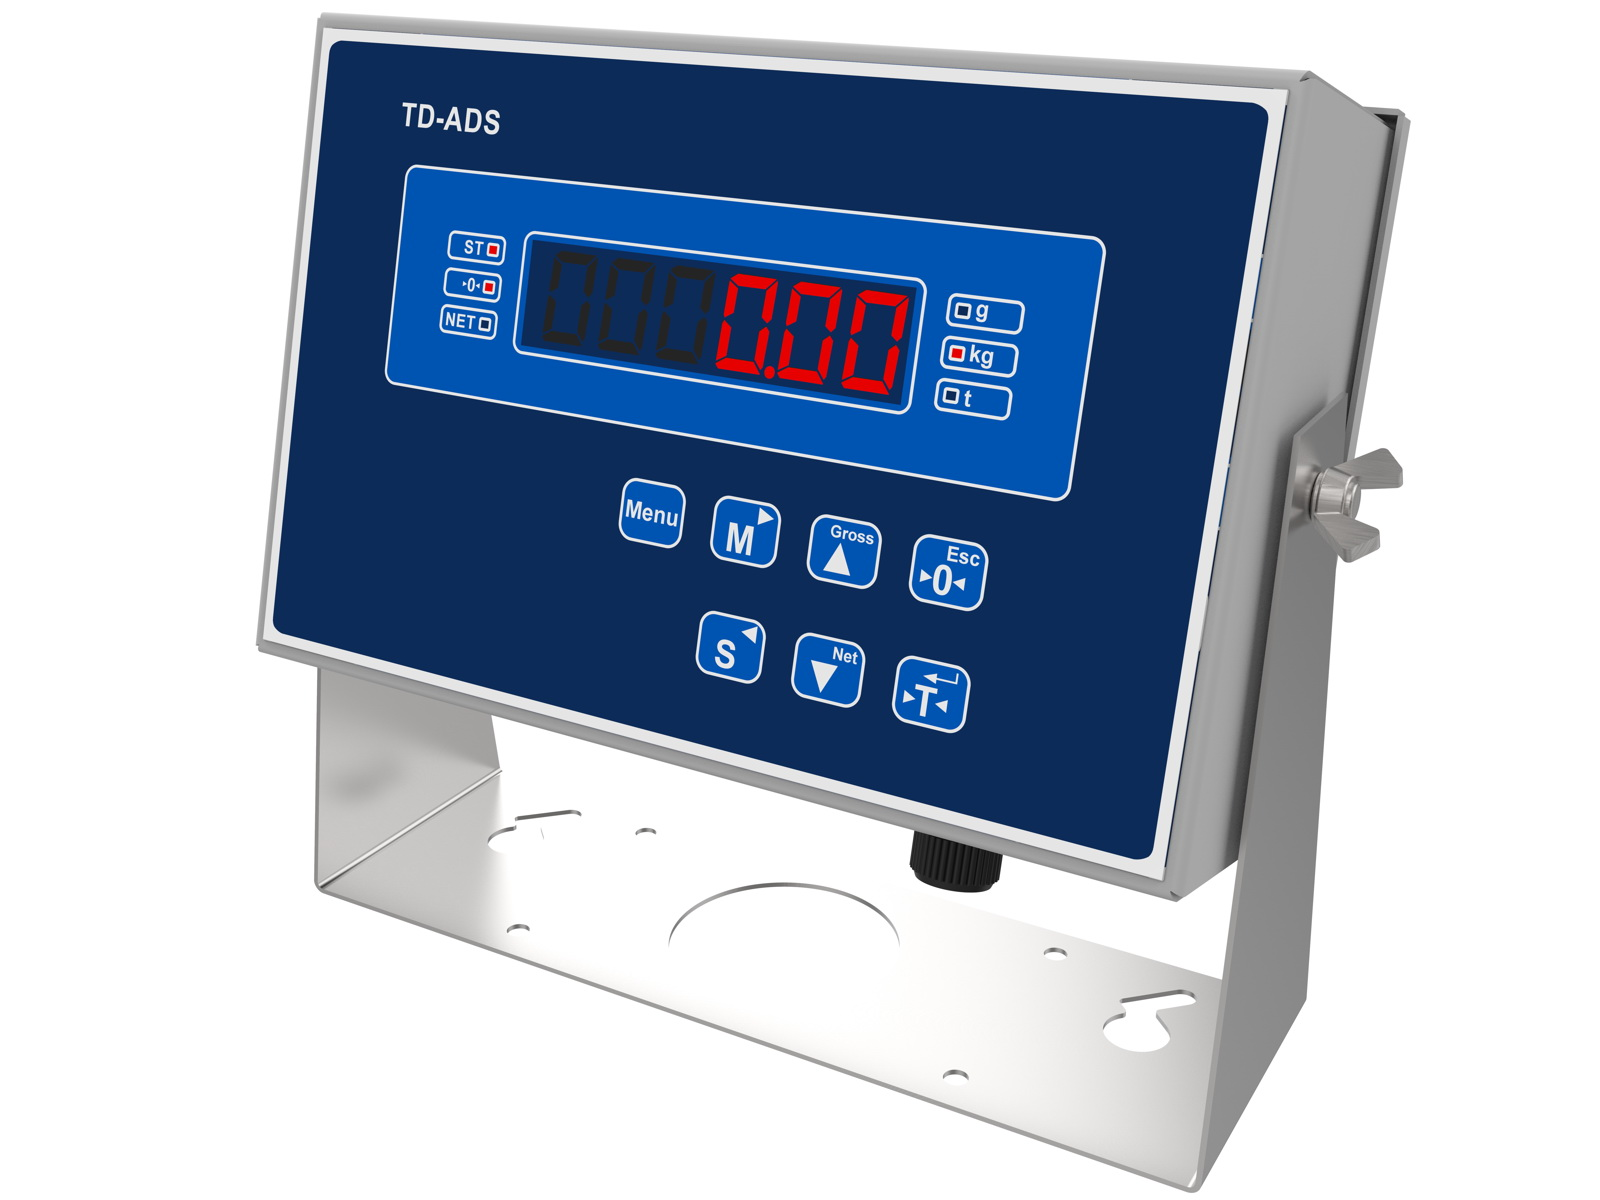 TD-ADS
ST
▸0◂
NET
0.00
g
kg
t
Menu
M ▶
Gross ▲
Esc ▸0◂
S ◀
Net ▼
↵ ▸T◂